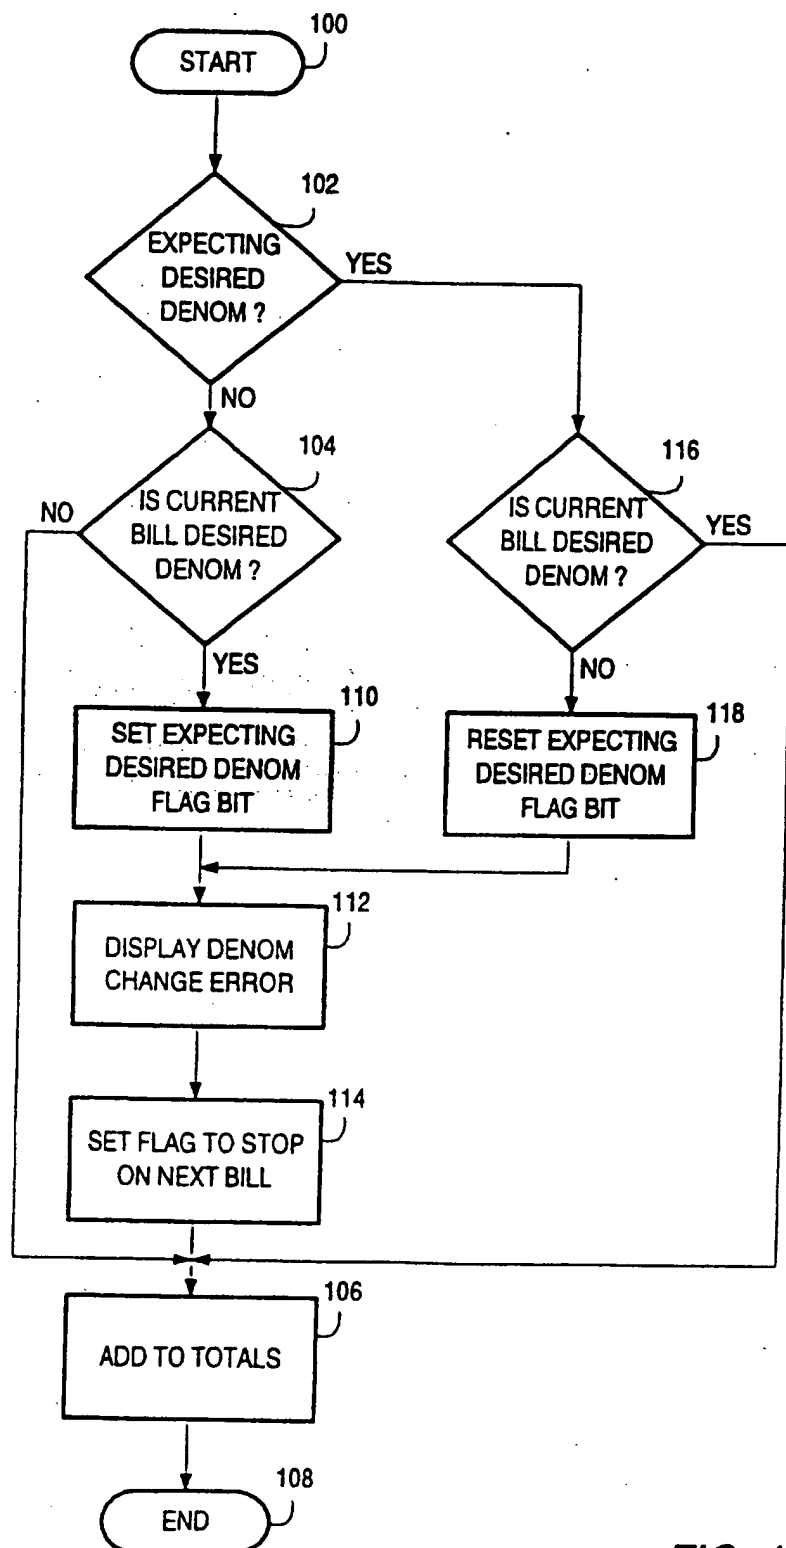 100
START
102
EXPECTING
DESIRED
DENOM ?
YES
NO
104
IS CURRENT
BILL DESIRED
DENOM ?
NO
YES
116
IS CURRENT
BILL DESIRED
DENOM ?
YES
NO
110
SET EXPECTING
DESIRED DENOM
FLAG BIT
118
RESET EXPECTING
DESIRED DENOM
FLAG BIT
112
DISPLAY DENOM
CHANGE ERROR
114
SET FLAG TO STOP
ON NEXT BILL
106
ADD TO TOTALS
108
END